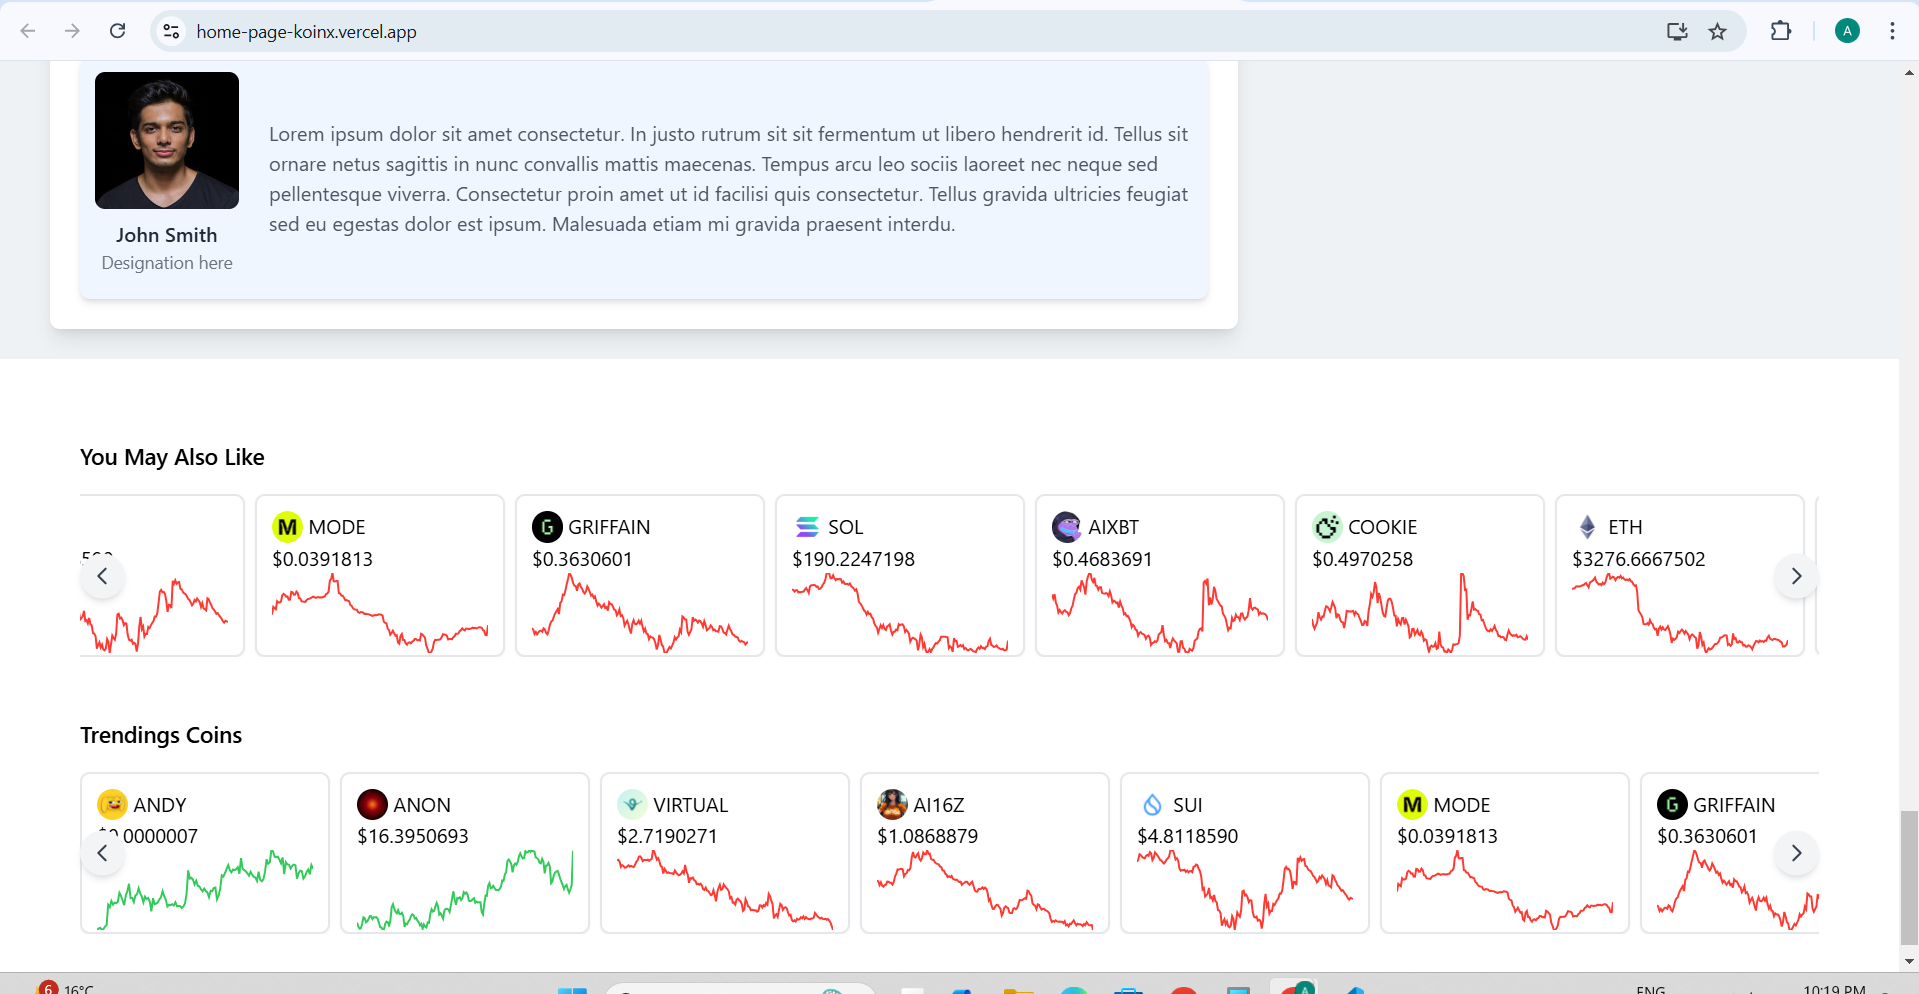 home-page-koinx.vercel.app
A
Lorem ipsum dolor sit amet consectetur. In justo rutrum sit sit fermentum ut libero hendrerit id. Tellus sit
ornare netus sagittis in nunc convallis mattis maecenas. Tempus arcu leo sociis laoreet nec neque sed
pellentesque viverra. Consectetur proin amet ut id facilisi quis consectetur. Tellus gravida ultricies feugiat
sed eu egestas dolor est ipsum. Malesuada etiam mi gravida praesent interdu.
John Smith
Designation here
You May Also Like
M MODE
$0.0391813
G GRIFFAIN
$0.3630601
SOL
$190.2247198
AIXBT
$0.4683691
COOKIE
$0.4970258
ETH
$3276.6667502
Trendings Coins
ANDY
$0.0000007
ANON
$16.3950693
VIRTUAL
$2.7190271
AI16Z
$1.0868879
SUI
$4.8118590
M MODE
$0.0391813
G GRIFFAIN
$0.3630601
6
16°C
A
ENG
10:19 PM